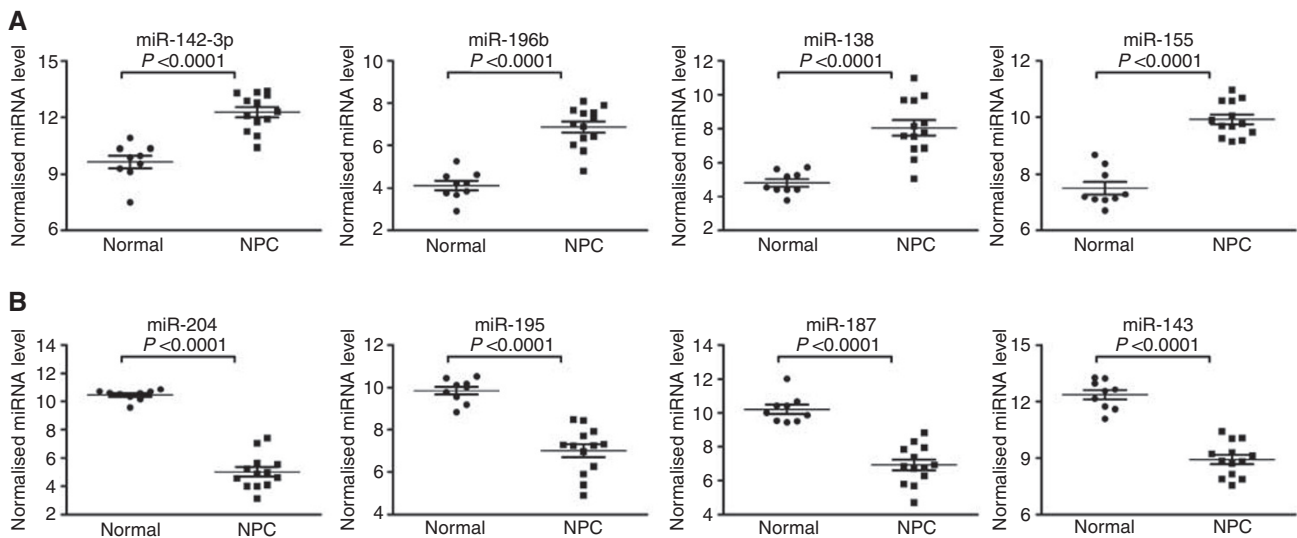 A
miR-142-3p
P<0.0001
Normalised miRNA level
15
12
9
6
Normal
NPC
miR-196b
P<0.0001
Normalised miRNA level
10
8
6
4
2
Normal
NPC
miR-138
P<0.0001
Normalised miRNA level
12
10
8
6
4
2
Normal
NPC
miR-155
P<0.0001
Normalised miRNA level
12
10
8
6
Normal
NPC
B
miR-204
P<0.0001
Normalised miRNA level
14
12
10
8
6
4
2
Normal
NPC
miR-195
P<0.0001
Normalised miRNA level
12
10
8
6
4
Normal
NPC
miR-187
P<0.0001
Normalised miRNA level
14
12
10
8
6
4
Normal
NPC
miR-143
P<0.0001
Normalised miRNA level
15
12
9
6
Normal
NPC